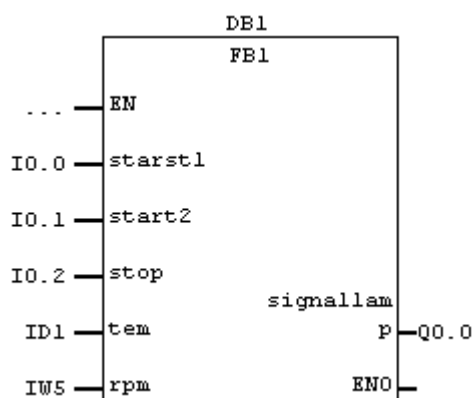 DB1
FB1
... EN
I0.0 starst1
I0.1 start2
I0.2 stop
signallam
ID1 tem p Q0.0
IW5 rpm ENO